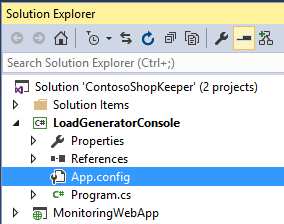 Solution Explorer
Search Solution Explorer (Ctrl+;)
Solution 'ContosoShopKeeper' (2 projects)
Solution Items
C# LoadGeneratorConsole
Properties
References
App.config
C# Program.cs
MonitoringWebApp